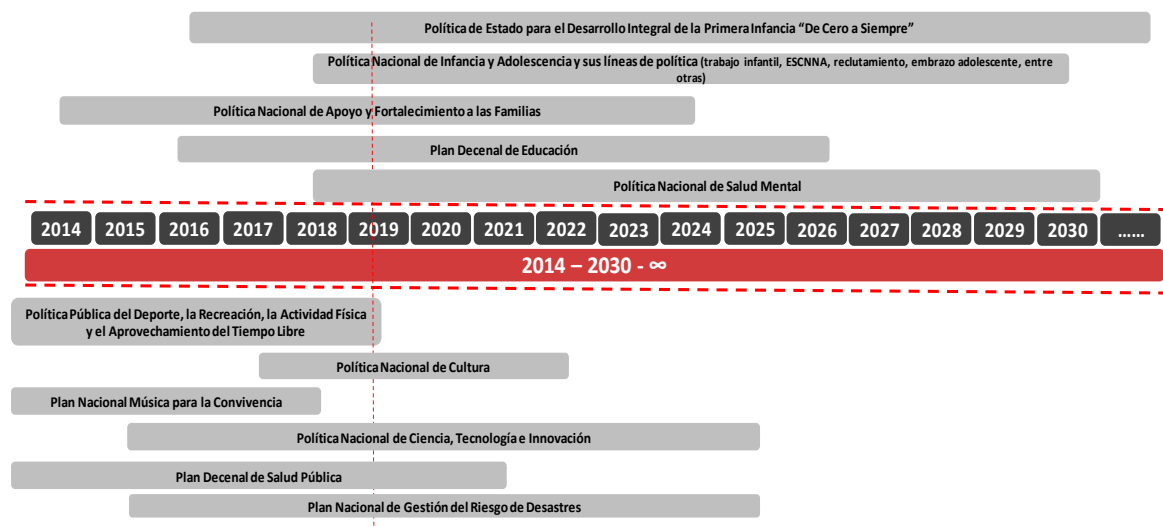 Política de Estado para el Desarrollo Integral de la Primera Infancia “De Cero a Siempre”
Política Nacional de Infancia y Adolescencia y sus líneas de política (trabajo infantil, ESCNNA, reclutamiento, embrazo adolescente, entre
otras)
Política Nacional de Apoyo y Fortalecimiento a las Familias
Plan Decenal de Educación
Política Nacional de Salud Mental
2014 2015 2016 2017 2018 2019 2020 2021 2022 2023 2024 2025 2026 2027 2028 2029 2030 ......
2014 – 2030 - ∞
Política Pública del Deporte, la Recreación, la Actividad Física
y el Aprovechamiento del Tiempo Libre
Política Nacional de Cultura
Plan Nacional Música para la Convivencia
Política Nacional de Ciencia, Tecnología e Innovación
Plan Decenal de Salud Pública
Plan Nacional de Gestión del Riesgo de Desastres